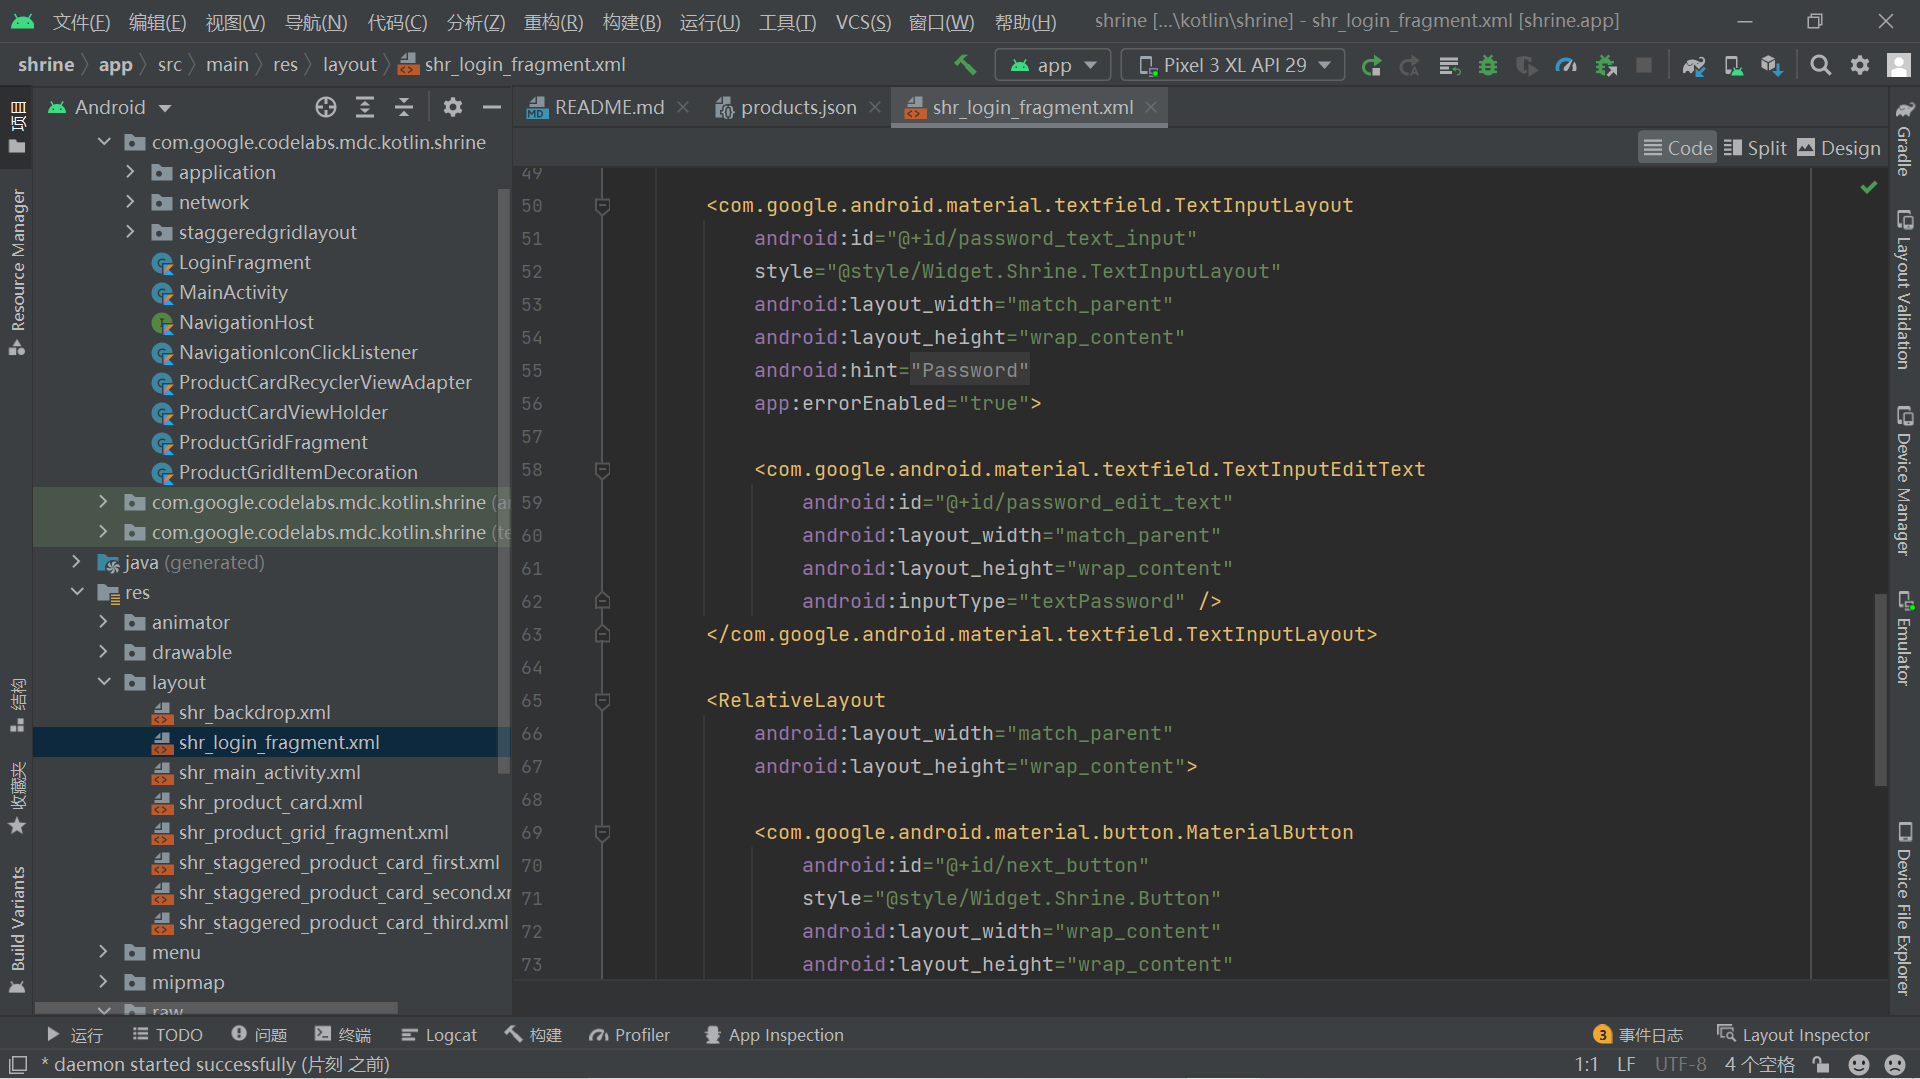 文件(F) 编辑(E) 视图(V) 导航(N) 代码(C) 分析(Z) 重构(R) 构建(B) 运行(U) 工具(T) VCS(S) 窗口(W) 帮助(H) shrine [...\kotlin\shrine] - shr_login_fragment.xml [shrine.app]
shrine app src main res layout shr_login_fragment.xml app Pixel 3 XL API 29
Android
README.md products.json shr_login_fragment.xml
Code Split Design
项目
Resource Manager
结构
收藏夹
Build Variants
com.google.codelabs.mdc.kotlin.shrine
application
network
staggeredgridlayout
LoginFragment
MainActivity
NavigationHost
NavigationIconClickListener
ProductCardRecyclerViewAdapter
ProductCardViewHolder
ProductGridFragment
ProductGridItemDecoration
com.google.codelabs.mdc.kotlin.shrine
com.google.codelabs.mdc.kotlin.shrine
java (generated)
res
animator
drawable
layout
shr_backdrop.xml
shr_login_fragment.xml
shr_main_activity.xml
shr_product_card.xml
shr_product_grid_fragment.xml
shr_staggered_product_card_first.xml
shr_staggered_product_card_second.xm
shr_staggered_product_card_third.xml
menu
mipmap
raw
49
50 <com.google.android.material.textfield.TextInputLayout
51 android:id="@+id/password_text_input"
52 style="@style/Widget.Shrine.TextInputLayout"
53 android:layout_width="match_parent"
54 android:layout_height="wrap_content"
55 android:hint="Password"
56 app:errorEnabled="true">
57
58 <com.google.android.material.textfield.TextInputEditText
59 android:id="@+id/password_edit_text"
60 android:layout_width="match_parent"
61 android:layout_height="wrap_content"
62 android:inputType="textPassword" />
63 </com.google.android.material.textfield.TextInputLayout>
64
65 <RelativeLayout
66 android:layout_width="match_parent"
67 android:layout_height="wrap_content">
68
69 <com.google.android.material.button.MaterialButton
70 android:id="@+id/next_button"
71 style="@style/Widget.Shrine.Button"
72 android:layout_width="wrap_content"
73 android:layout_height="wrap_content"
Gradle
Layout Validation
Device Manager
Emulator
Device File Explorer
运行 TODO 问题 终端 Logcat 构建 Profiler App Inspection 3 事件日志 Layout Inspector
* daemon started successfully (片刻 之前) 1:1 LF UTF-8 4 个空格